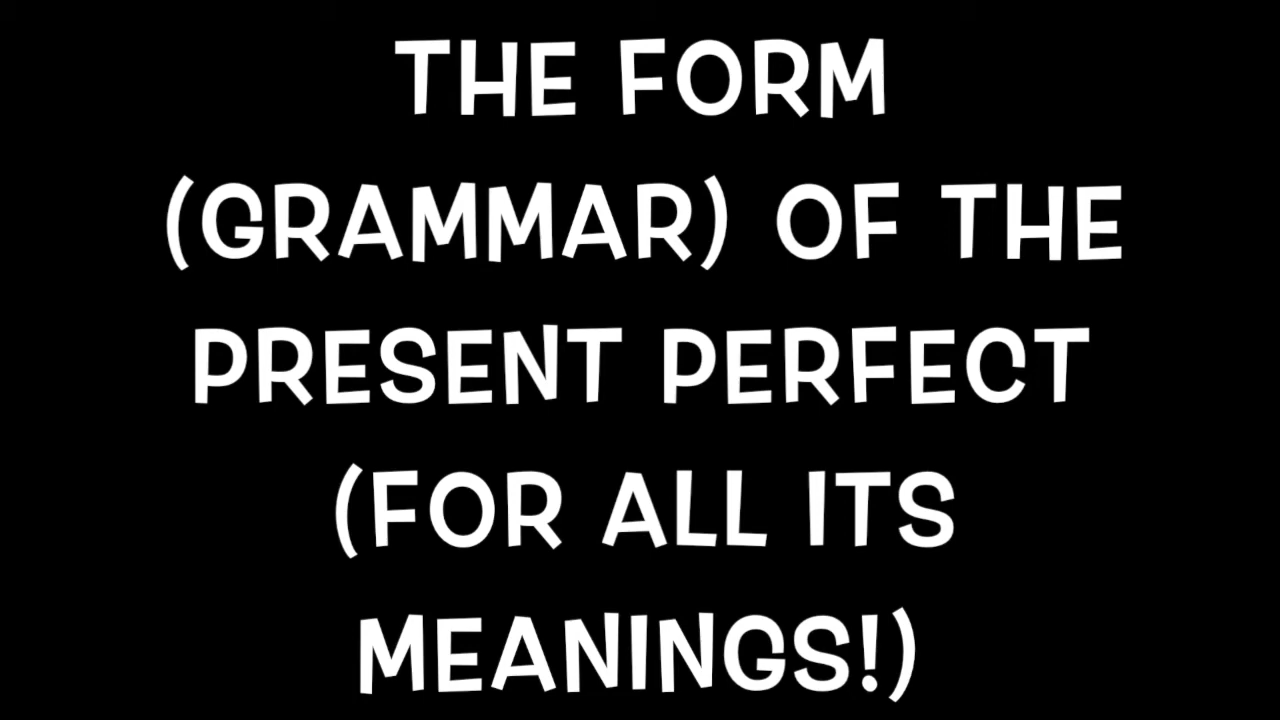 THE FORM
(GRAMMAR) OF THE
PRESENT PERFECT
(FOR ALL ITS
MEANINGS!)